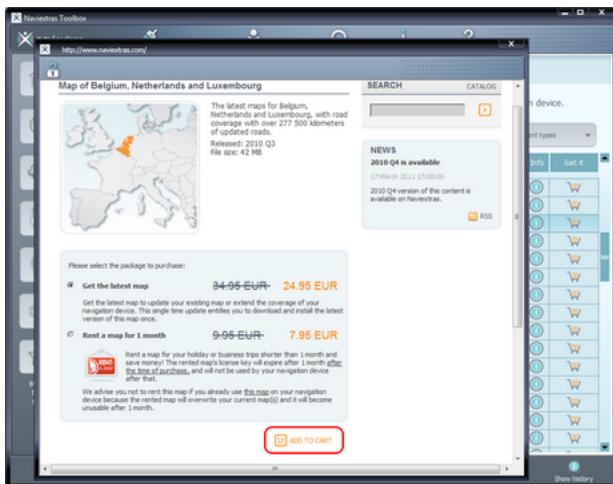 Naviextras Toolbox
http://www.naviextras.com/
Map of Belgium, Netherlands and Luxembourg
The latest maps for Belgium,
Netherlands and Luxembourg, with road
coverage with over 277 500 kilometers
of updated roads.
Released: 2010 Q3
File size: 42 MB
SEARCH CATALOG
NEWS
2010 Q4 is available
17 March 2011 17:00:00
2010 Q4 version of this content is
available on Naviextras.
RSS
Please select the package to purchase:
Get the latest map 34.95 EUR 24.95 EUR
Get the latest map to update your existing map or extend the coverage of your
navigation device. This single time update entitles you to download and install the latest
version of this map once.
Rent a map for 1 month 9.95 EUR 7.95 EUR
RENT
A MAP
Rent a map for your holiday or business trips shorter than 1 month and
save money! The rented map's license key will expire after 1 month after
the time of purchase, and will not be used by your navigation device
after that.
We advise you not to rent this map if you already use this map on your navigation
device because the rented map will overwrite your current map(s) and it will become
unusable after 1 month.
ADD TO CART
device.
Info Get it
Show history